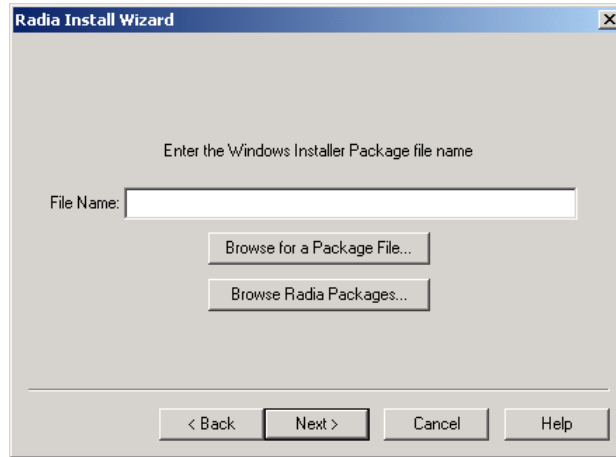 Radia Install Wizard
Enter the Windows Installer Package file name
File Name:
Browse for a Package File...
Browse Radia Packages...
< Back Next > Cancel Help